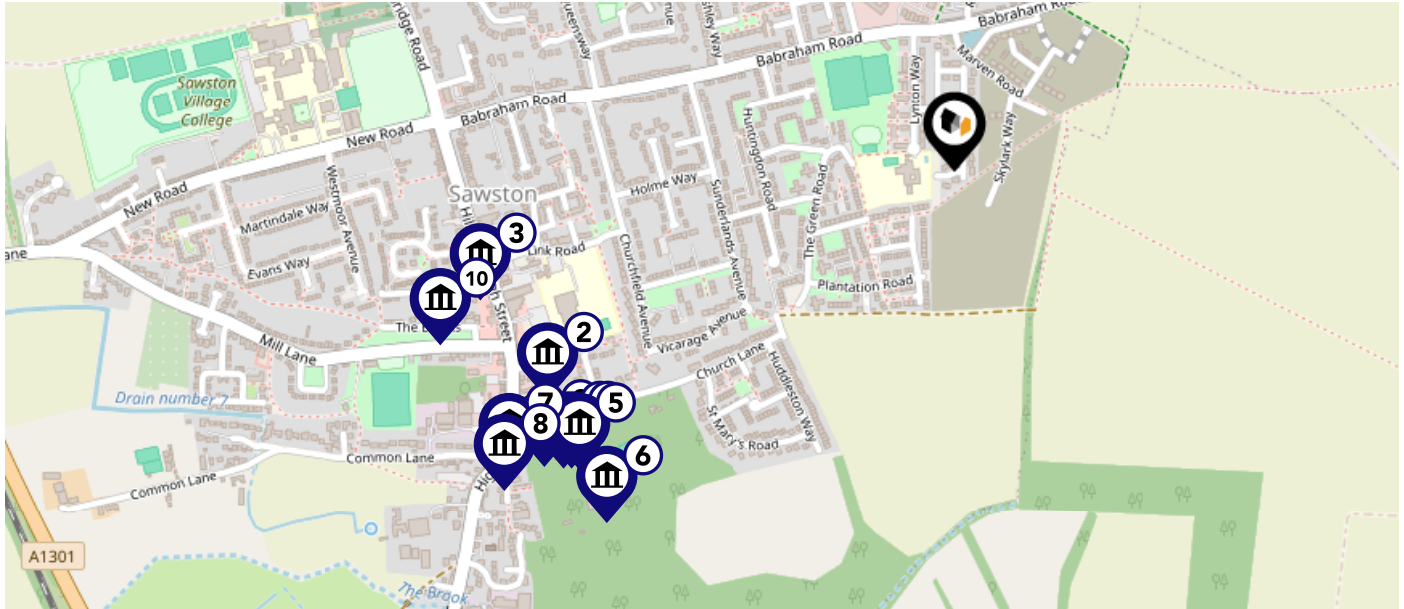 Babraham Road
Marven Road
Babraham Road
Sawston
Village
College
Lynton Way
Babraham Road
New Road
Skylark Way
Huntingdon Road
Westmoor Avenue
Holme Way
Sunderlands Avenue
The Green Road
New Road
Martindale Way
Sawston
3
Link Road
Churchfield Avenue
Evans Way
10
Plantation Road
2
Vicarage Avenue
Mill Lane
Church Lane
Huddleston Way
Drain number 7
7
5
8
St Mary's Road
6
Common Lane
Common Lane
A1301
The Brook